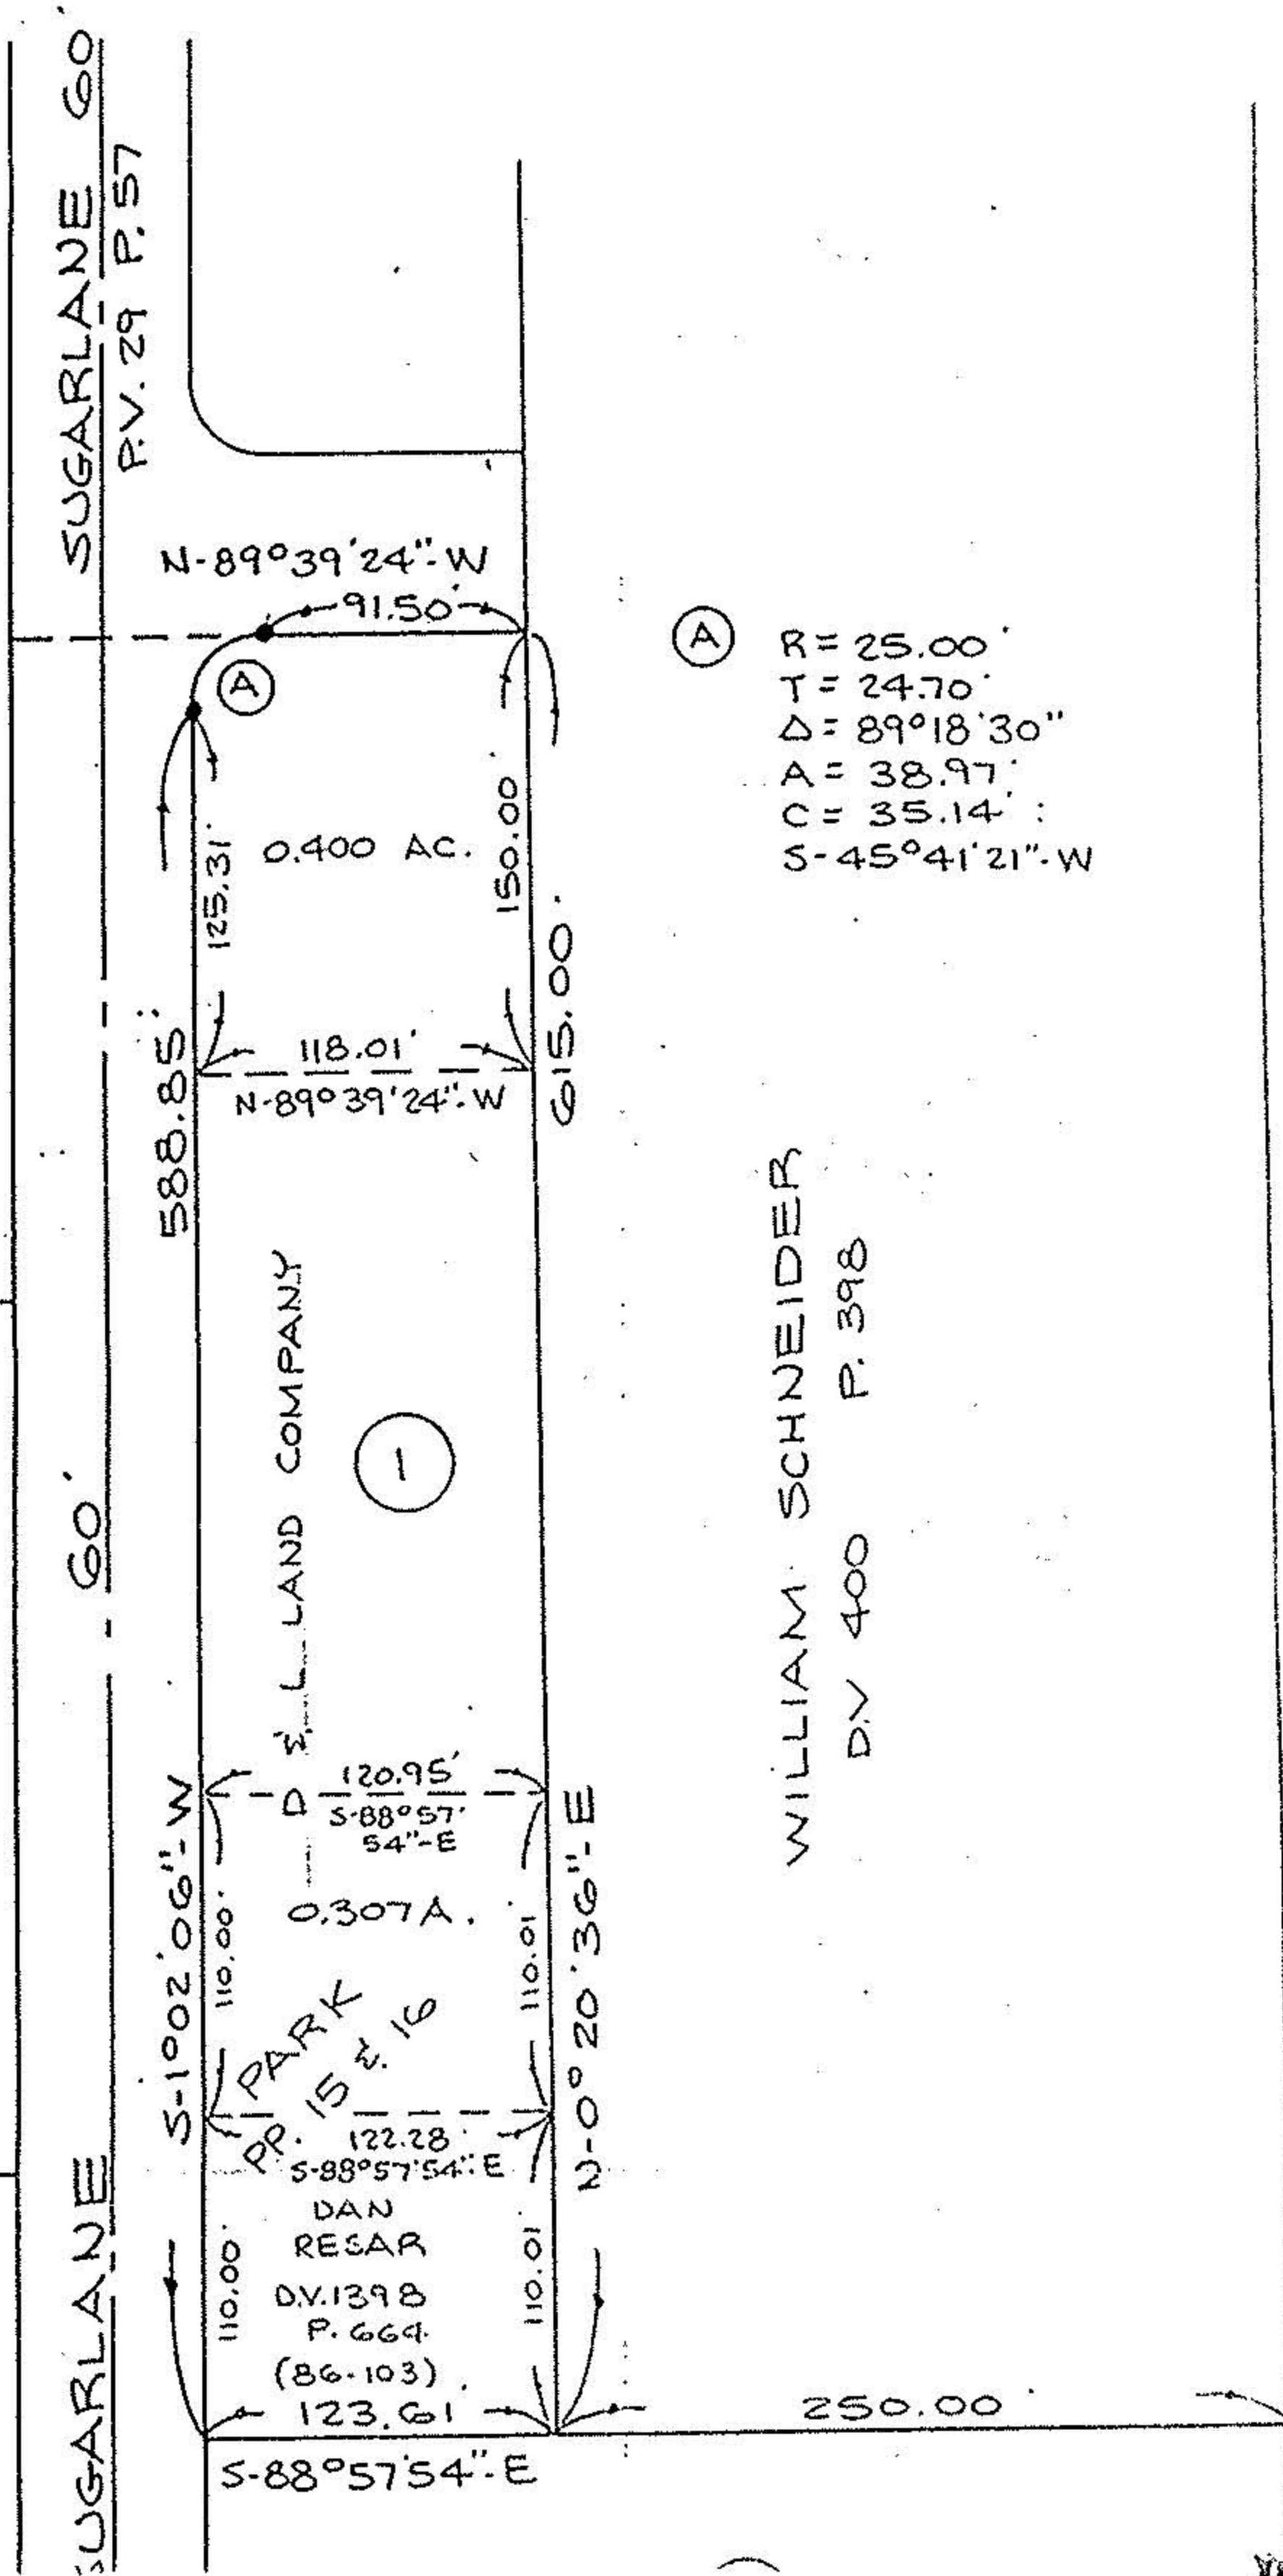 SUGARLANE 60'
P.V. 29 P. 57
N-89°39'24"-W
91.50'
A
A
R = 25.00'
T = 24.70'
Δ = 89°18'30"
A = 38.97'
C = 35.14' :
S-45°41'21"-W
125.31'
0.400 AC.
150.00
118.01'
N-89°39'24"-W
588.85'
615.00'
D & L LAND COMPANY
1
60'
WILLIAM SCHNEIDER
D.V 400 P. 398
120.95'
S-88°57'
54"-E
0.307 A.
110.00'
110.01
S-1°02'06"-W
N-0°20'36"-E
PARK
PP. 15 & 16
122.28
S-88°57'54"-E
DAN
RESAR
D.V. 1398
P. 664
(86-103)
110.00'
110.01'
123.61
250.00'
S-88°57'54"-E
SUGARLANE